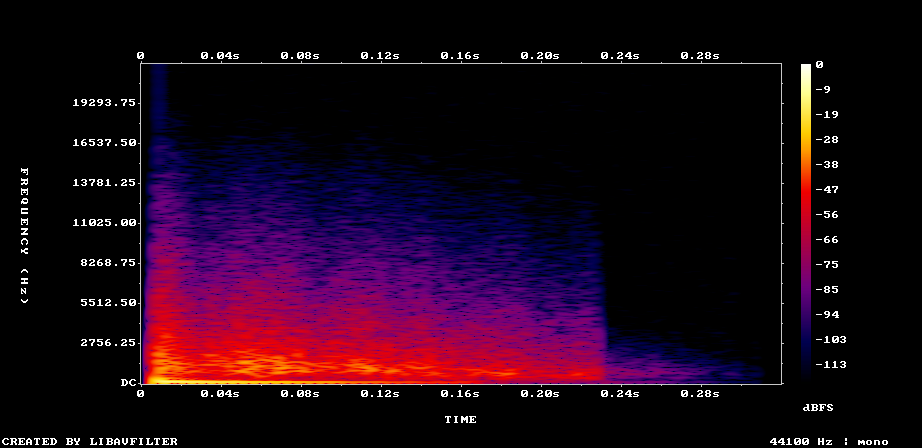 0 0.04s 0.08s 0.12s 0.16s 0.20s 0.24s 0.28s
0
-9
-19
-28
-38
-47
-56
-66
-75
-85
-94
-103
-113
dBFS
19293.75
16537.50
13781.25
11025.00
8268.75
5512.50
2756.25
DC
FREQUENCY (Hz)
0 0.04s 0.08s 0.12s 0.16s 0.20s 0.24s 0.28s
TIME
CREATED BY LIBAVFILTER
44100 Hz | mono